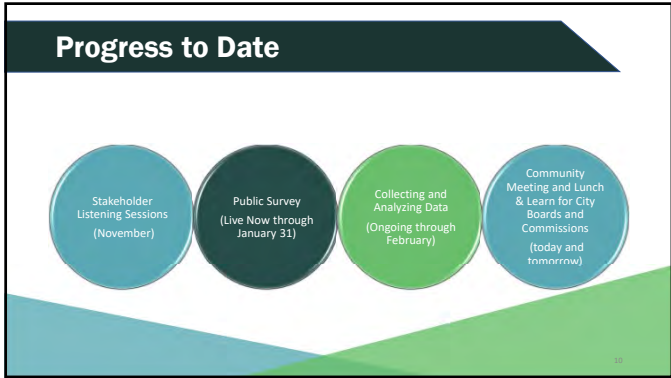 Progress to Date
Stakeholder
Listening Sessions
(November)
Public Survey
(Live Now through
January 31)
Collecting and
Analyzing Data
(Ongoing through
February)
Community
Meeting and Lunch
& Learn for City
Boards and
Commissions
(today and
tomorrow)